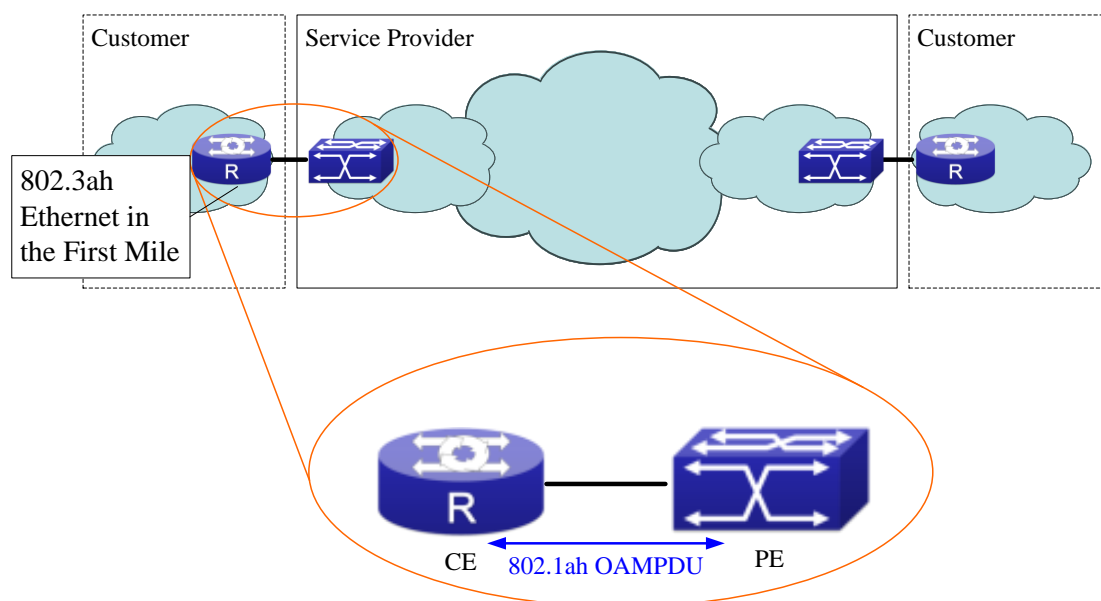 Customer
Service Provider
Customer
R
R
802.3ah
Ethernet in
the First Mile
R
CE
802.1ah OAMPDU
PE